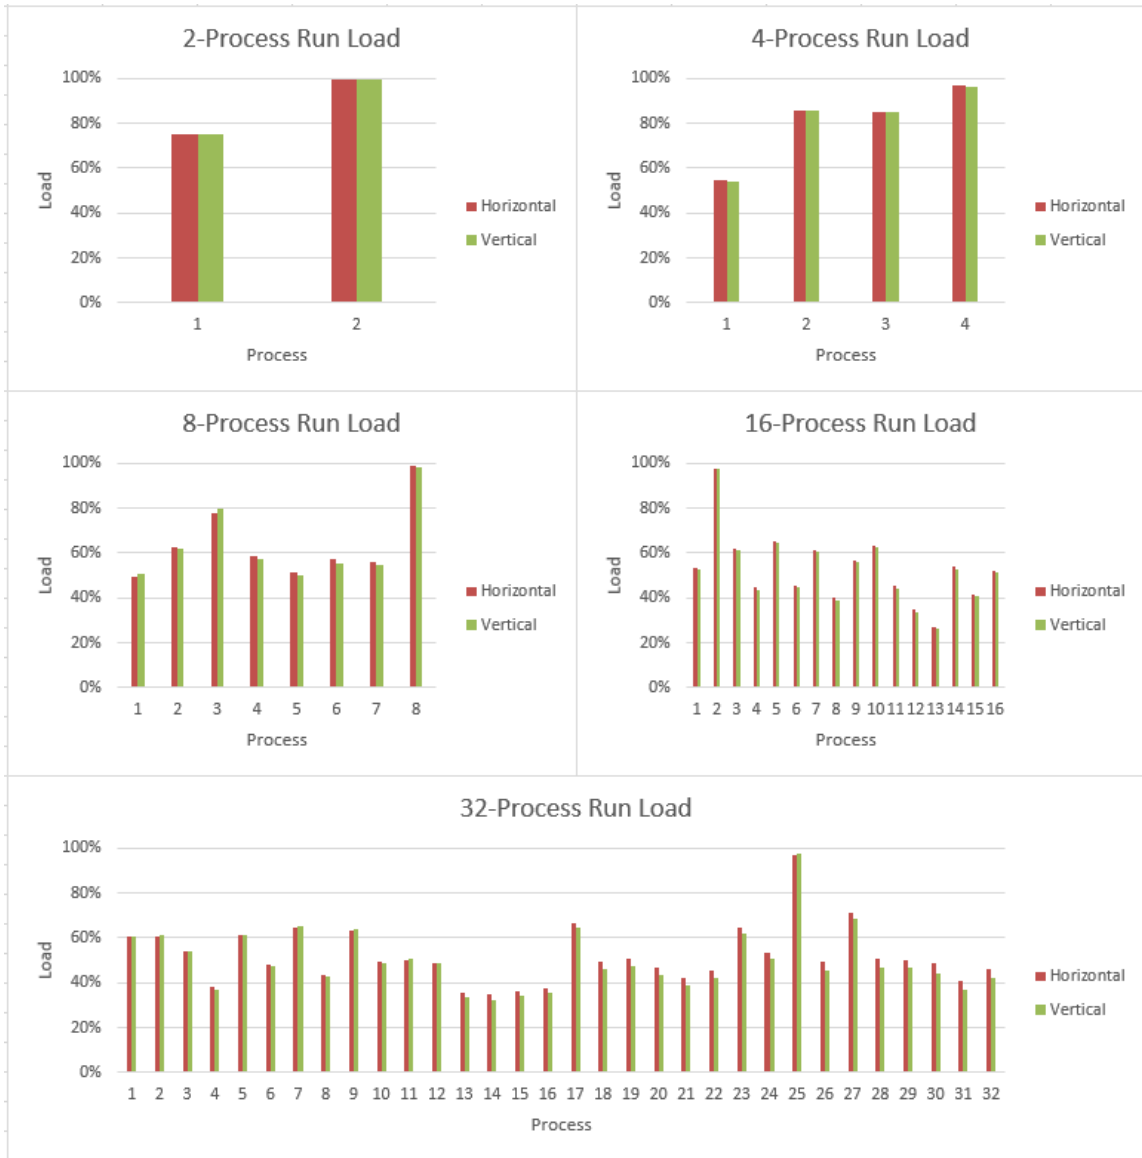 2-Process Run Load
100%
80%
60%
40%
20%
0%
Load
1 2
Process
Horizontal
Vertical
4-Process Run Load
100%
80%
60%
40%
20%
0%
Load
1 2 3 4
Process
Horizontal
Vertical
8-Process Run Load
100%
80%
60%
40%
20%
0%
Load
1 2 3 4 5 6 7 8
Process
Horizontal
Vertical
16-Process Run Load
100%
80%
60%
40%
20%
0%
Load
1 2 3 4 5 6 7 8 9 10 11 12 13 14 15 16
Process
Horizontal
Vertical
32-Process Run Load
100%
80%
60%
40%
20%
0%
Load
1 2 3 4 5 6 7 8 9 10 11 12 13 14 15 16 17 18 19 20 21 22 23 24 25 26 27 28 29 30 31 32
Process
Horizontal
Vertical